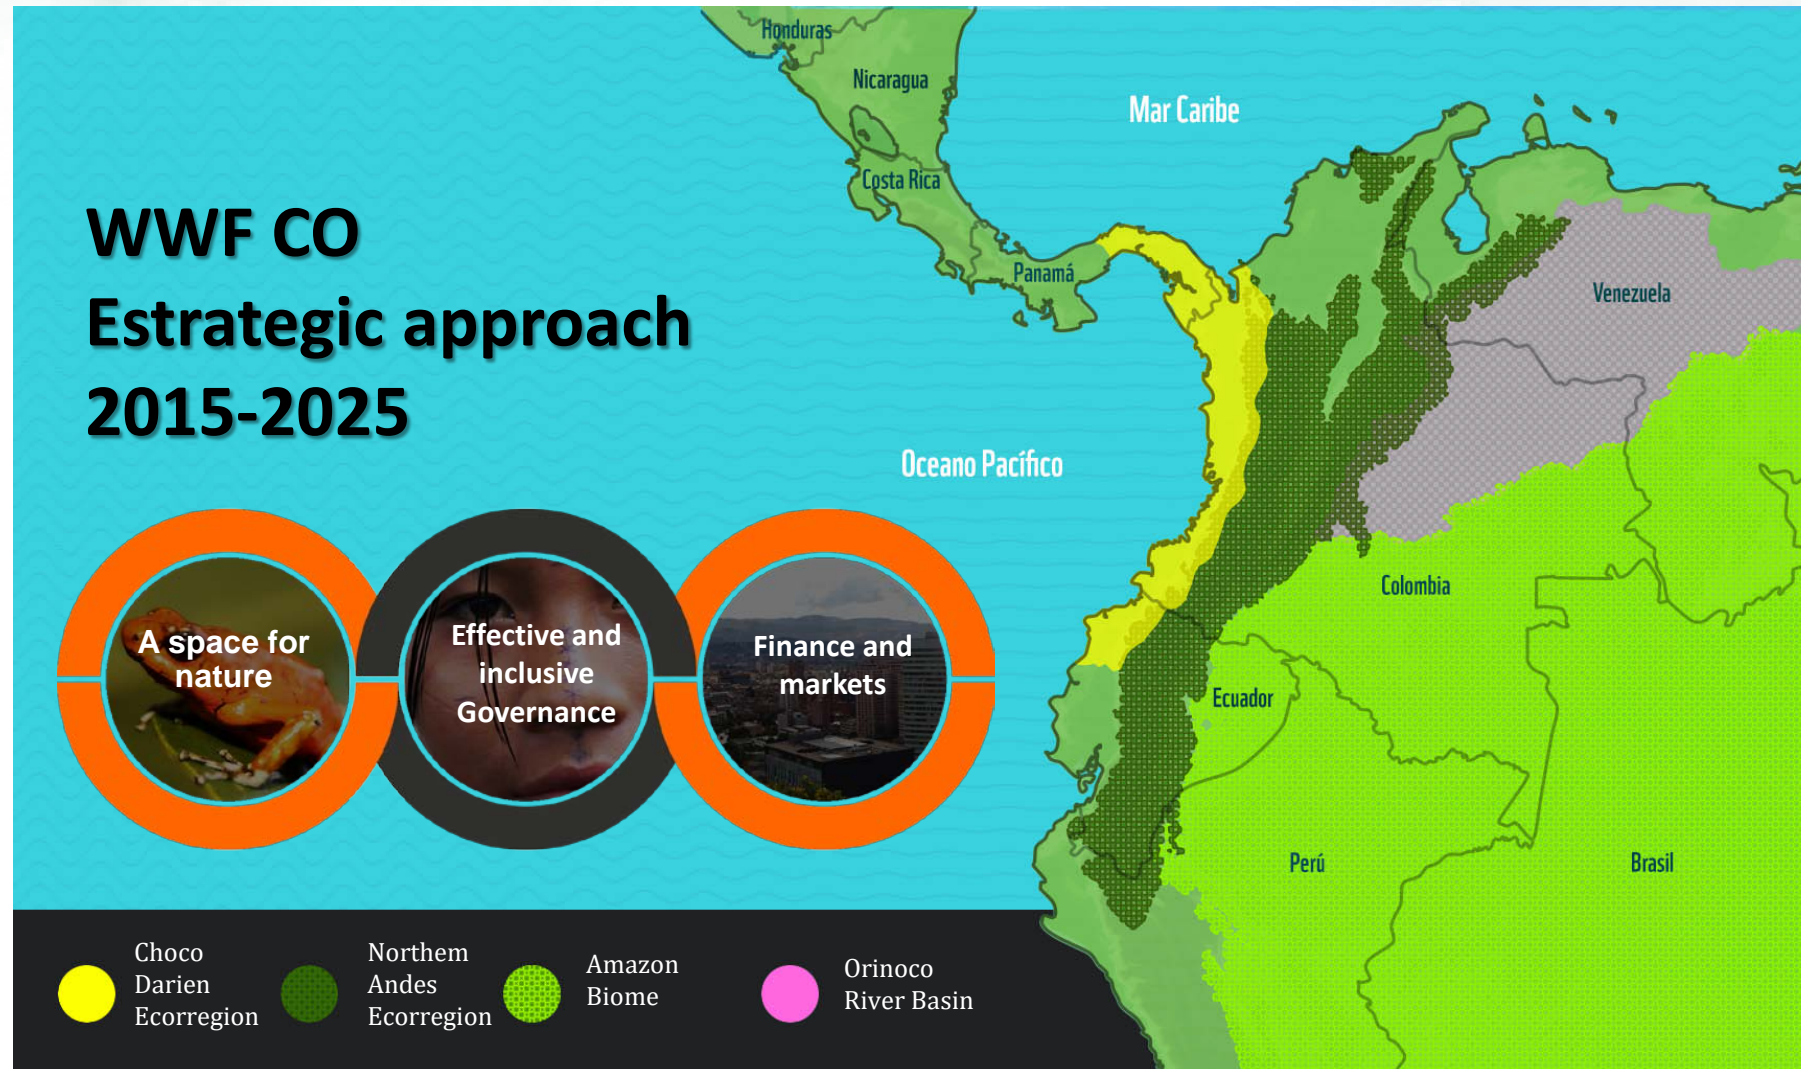 Honduras
Nicaragua
Mar Caribe
Costa Rica
Panamá
Venezuela
WWF CO
Estrategic approach
2015-2025
Oceano Pacífico
Colombia
A space for
nature
Effective and
inclusive
Governance
Finance and
markets
Ecuador
Perú
Brasil
Choco
Darien
Ecorregion
Northem
Andes
Ecorregion
Amazon
Biome
Orinoco
River Basin